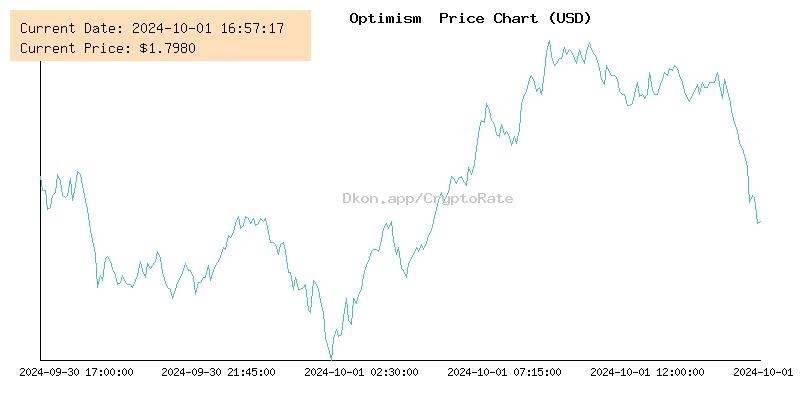 Optimism  Price Chart (USD)
Current Date: 2024-10-01 16:57:17
Current Price: $1.7980
Dkon.app/CryptoRate
2024-09-30 17:00:00 2024-09-30 21:45:00 2024-10-01 02:30:00 2024-10-01 07:15:00 2024-10-01 12:00:00 2024-10-01